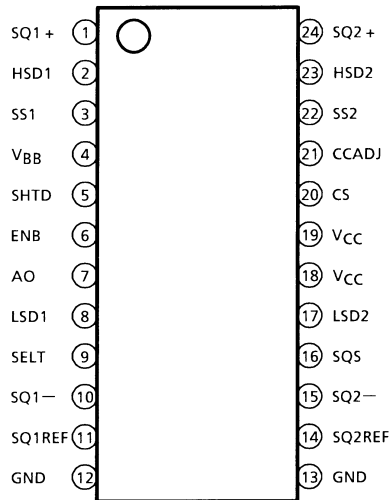 SQ1 + 1 24 SQ2 +
HSD1 2 23 HSD2
SS1 3 22 SS2
VBB 4 21 CCADJ
SHTD 5 20 CS
ENB 6 19 VCC
AO 7 18 VCC
LSD1 8 17 LSD2
SELT 9 16 SQS
SQ1— 10 15 SQ2—
SQ1REF 11 14 SQ2REF
GND 12 13 GND